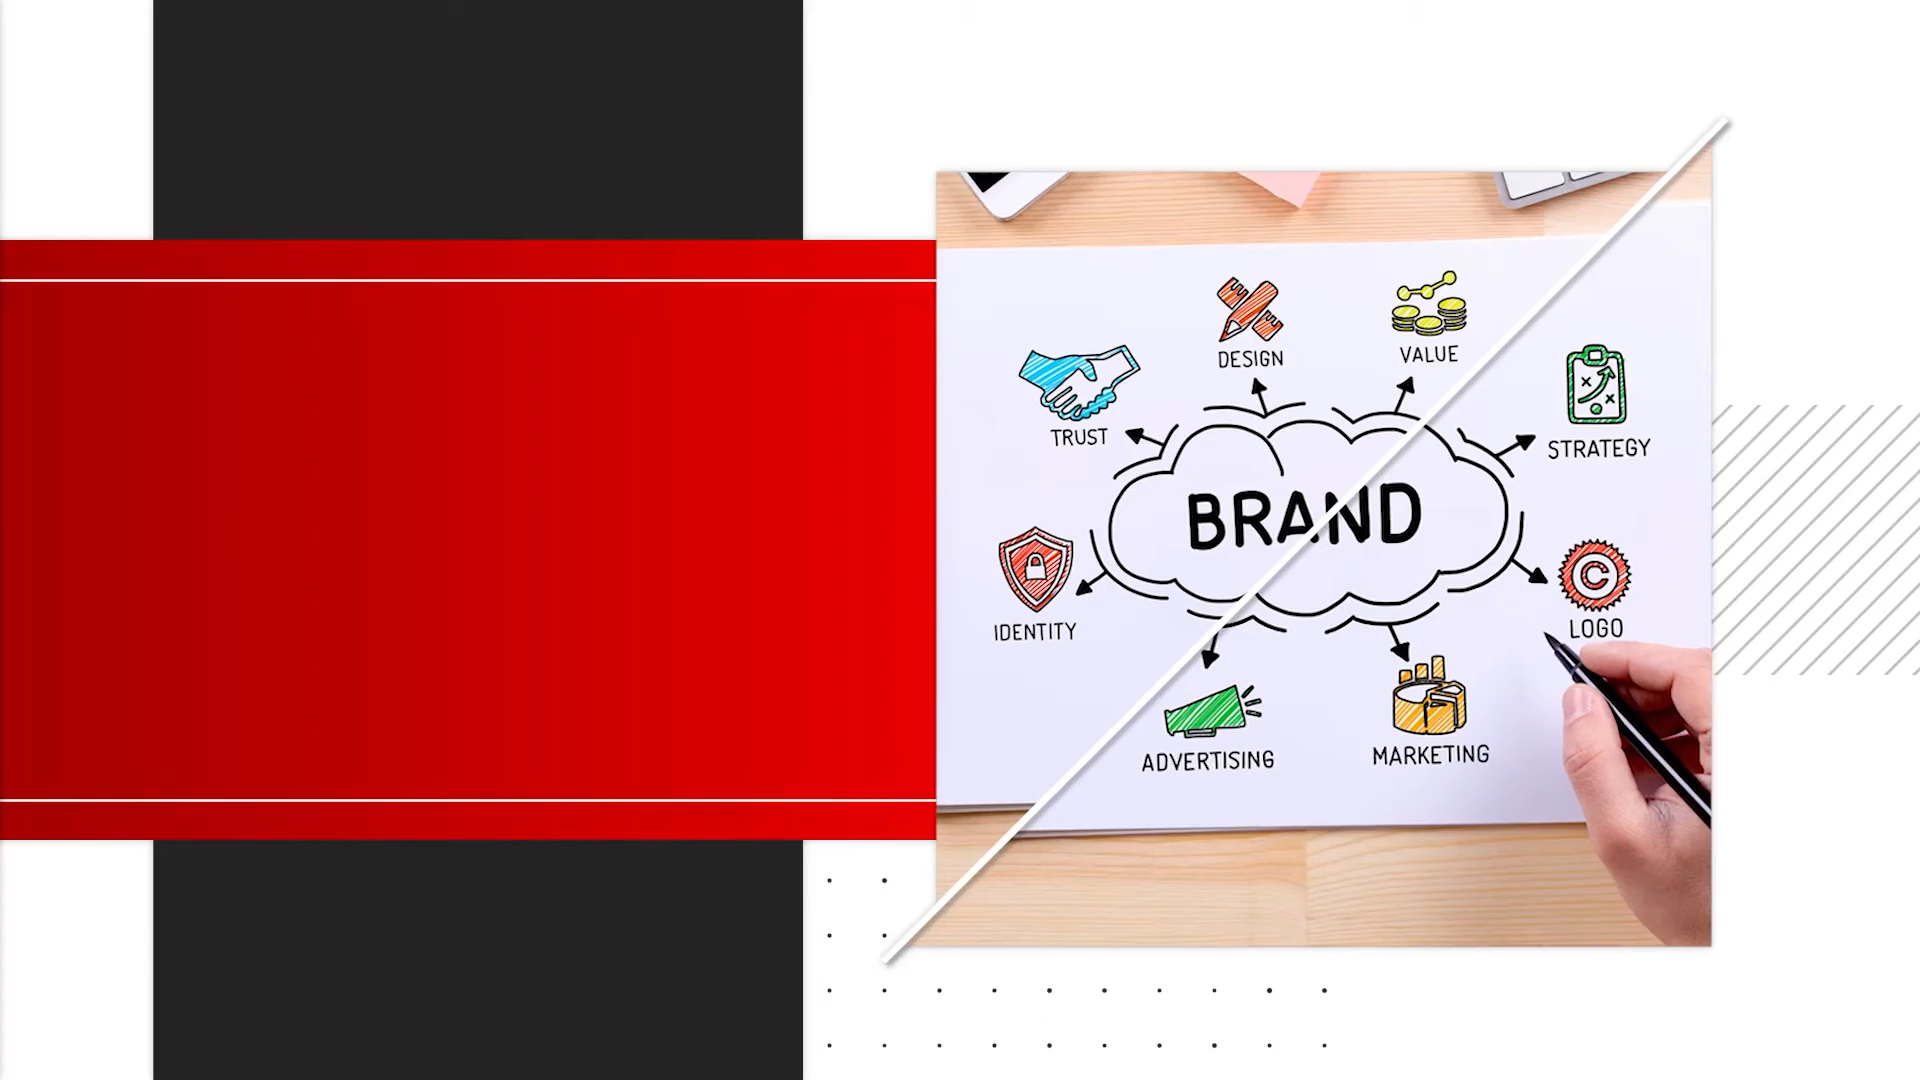 DESIGN
VALUE
TRUST
STRATEGY
BRAND
IDENTITY
LOGO
ADVERTISING
MARKETING